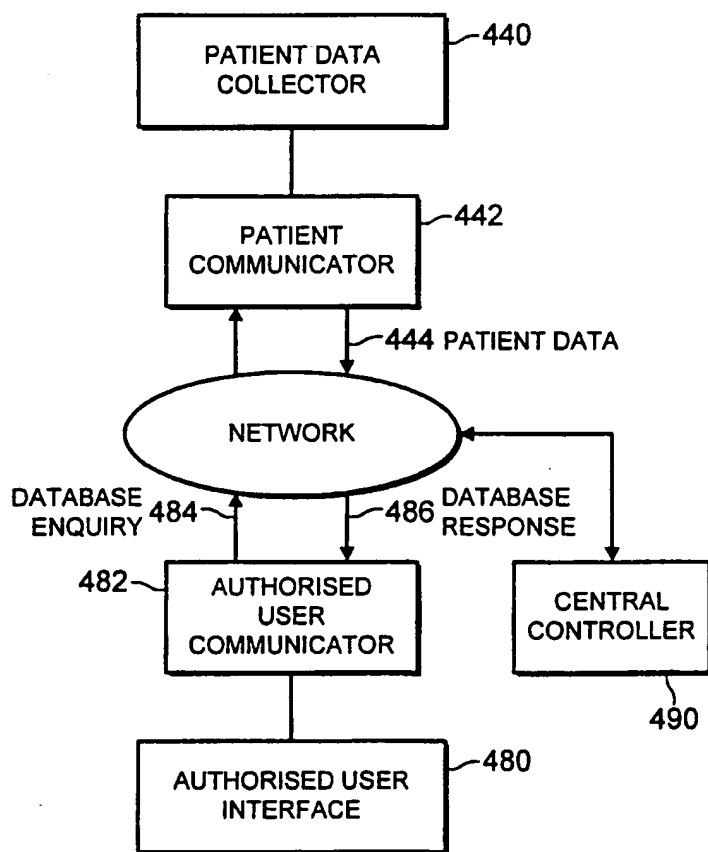 PATIENT DATA
COLLECTOR
440
PATIENT
COMMUNICATOR
442
444 PATIENT DATA
NETWORK
DATABASE
ENQUIRY
484
486
DATABASE
RESPONSE
482
AUTHORISED
USER
COMMUNICATOR
CENTRAL
CONTROLLER
490
AUTHORISED USER
INTERFACE
480